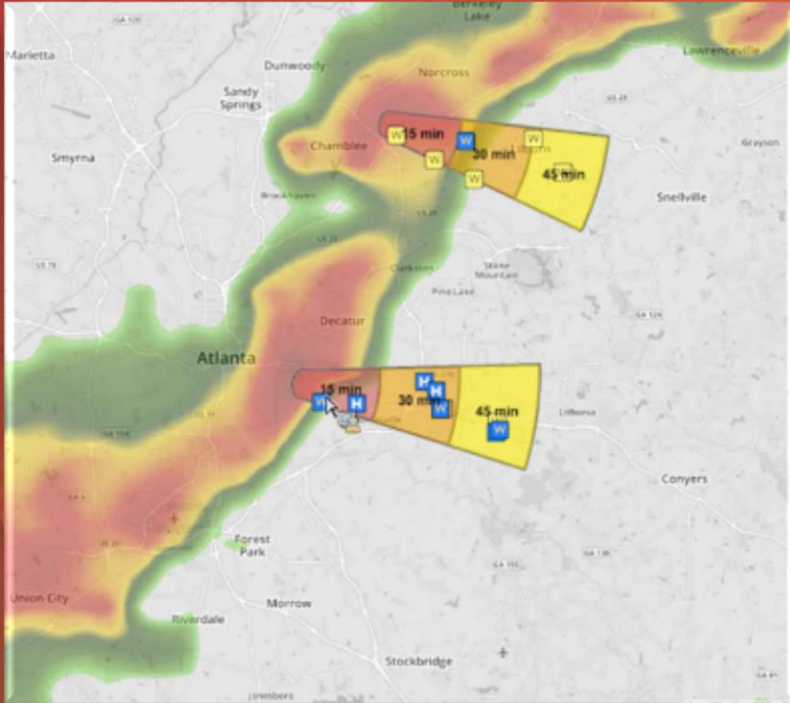 Berkeley
Lake
Marietta
Dunwoody
Lawrenceville
Norcross
Sandy
Springs
W
15 min
W
W
Chamble
30 min
Grayson
Smyrna
W
W
45 min
Brookhaven
Snellville
Clarkston
Stone
Mountain
Pine Lake
Decatur
Atlanta
15 min
H
H
30 min
W
H
W
45 min
Lithonia
W
Conyers
Forest
Park
Union City
Morrow
Riverdale
Stockbridge
Jonesboro